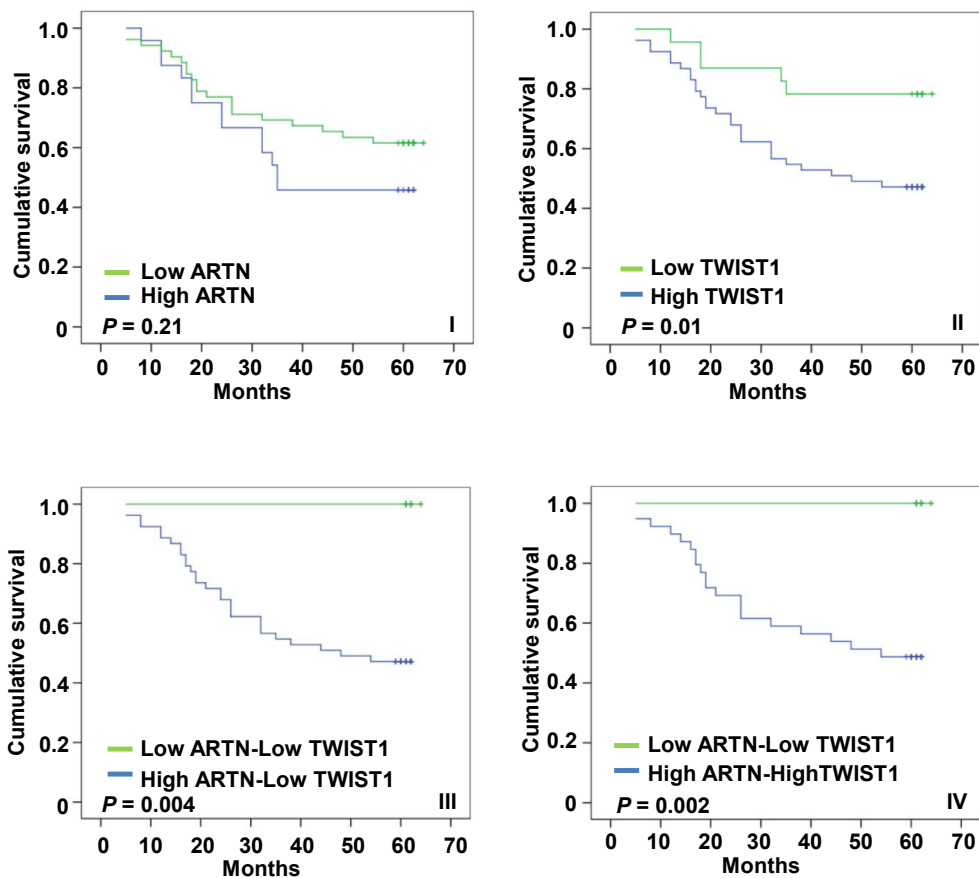 1.0
0.8
0.6
0.4
0.2
0
Cumulative survival
Low ARTN
High ARTN
P = 0.21
I
0 10 20 30 40 50 60 70
Months
1.0
0.8
0.6
0.4
0.2
0
Cumulative survival
Low TWIST1
High TWIST1
P = 0.01
II
0 10 20 30 40 50 60 70
Months
1.0
0.8
0.6
0.4
0.2
0
Cumulative survival
Low ARTN-Low TWIST1
High ARTN-Low TWIST1
P = 0.004
III
0 10 20 30 40 50 60 70
Months
1.0
0.8
0.6
0.4
0.2
0
Cumulative survival
Low ARTN-Low TWIST1
High ARTN-HighTWIST1
P = 0.002
IV
0 10 20 30 40 50 60 70
Months